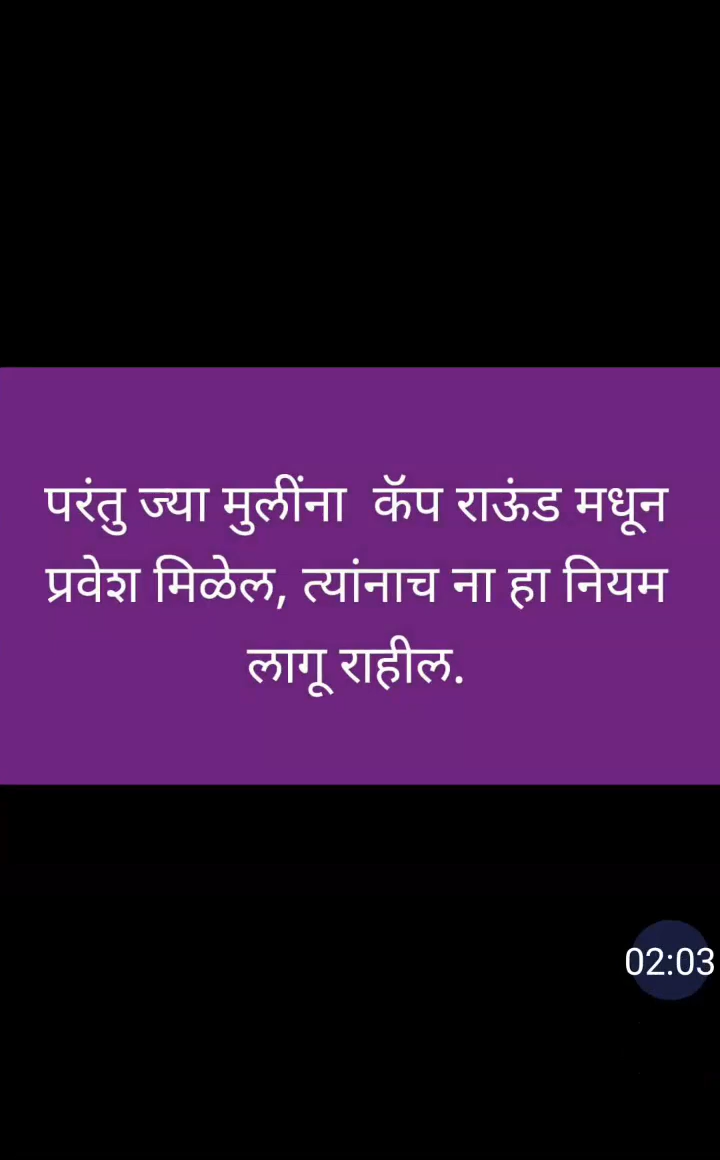 परंतु ज्या मुलींना  कॅप राऊंड मधून
प्रवेश मिळेल, त्यांनाच ना हा नियम
लागू राहील.
02:03